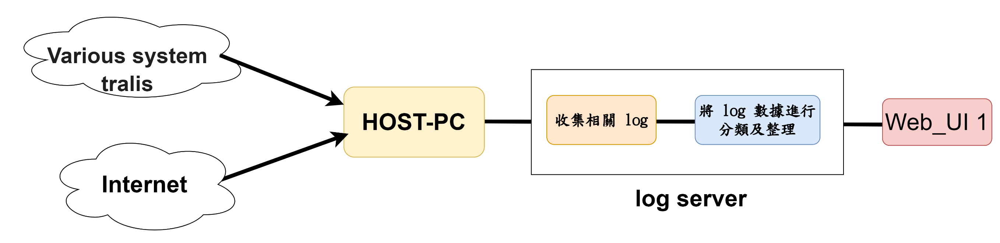 Various system
tralis
Internet
HOST-PC
收集相關 log
將 log 數據進行
分類及整理
log server
Web_UI 1